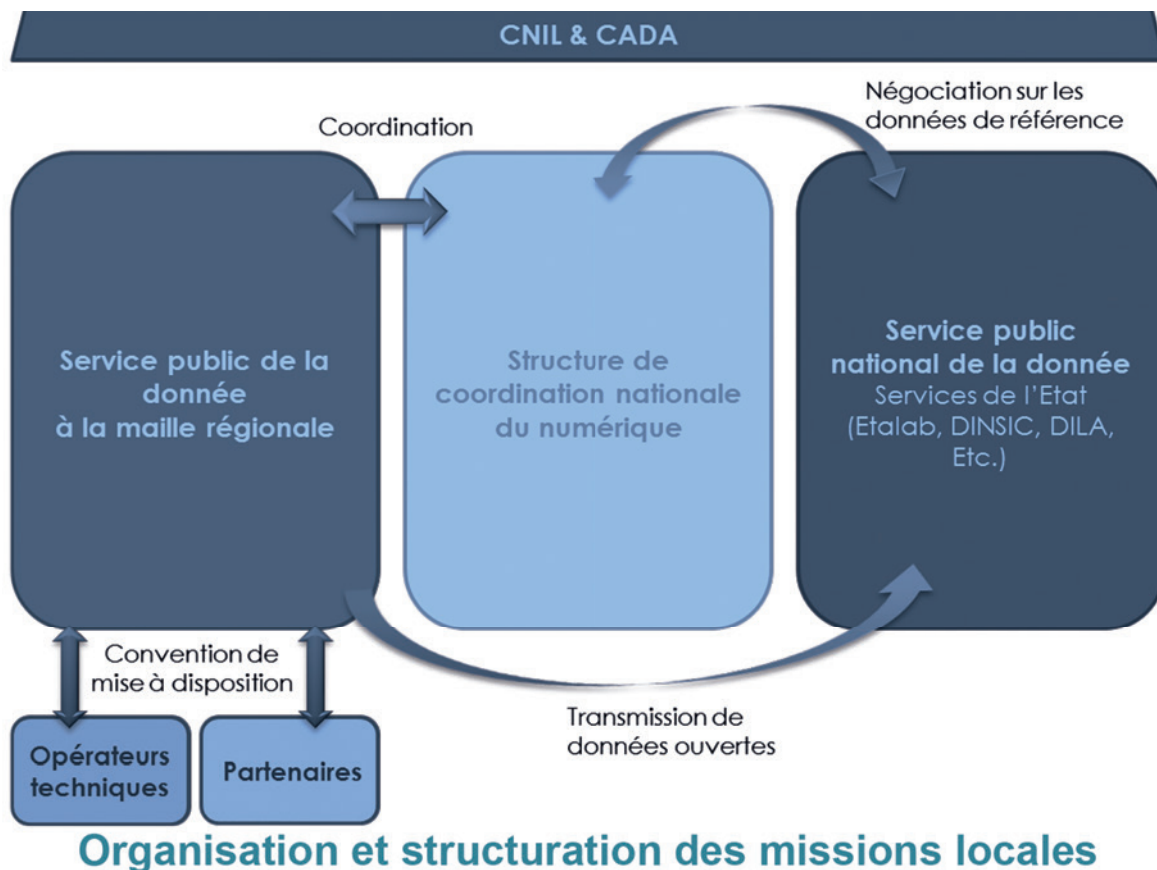 CNIL & CADA
Coordination
Négociation sur les
données de référence
Service public de la
donnée
à la maille régionale
Structure de
coordination nationale
du numérique
Service public
national de la donnée
Services de l'Etat
(Etalab, DINSIC, DILA,
Etc.)
Convention de
mise à disposition
Transmission de
données ouvertes
Opérateurs
techniques
Partenaires
Organisation et structuration des missions locales